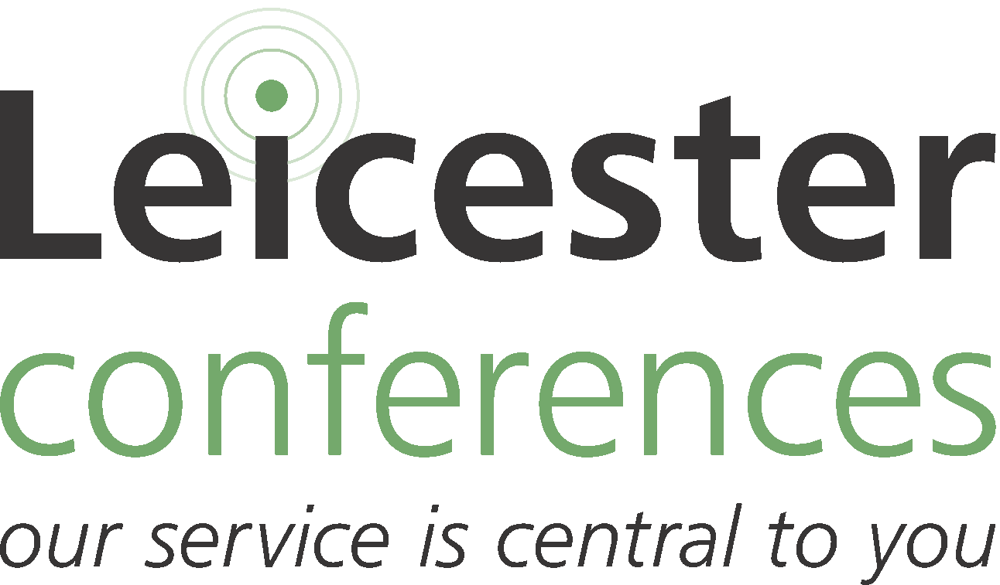 Leicester
conferences
our service is central to you